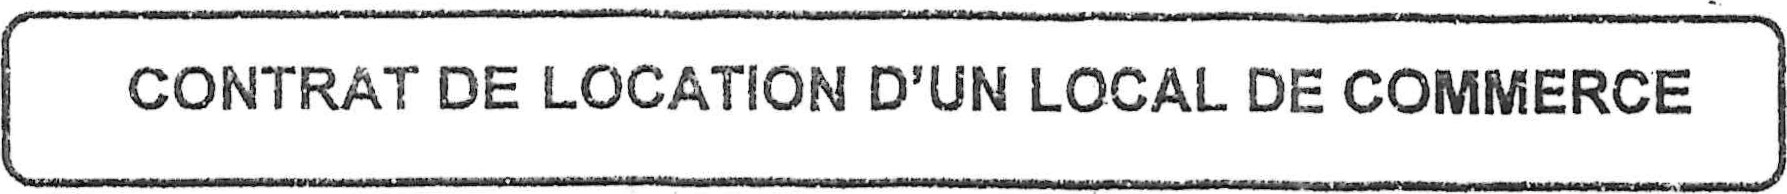 CONTRAT DE LOCATION D'UN LOCAL DE COMMERCE